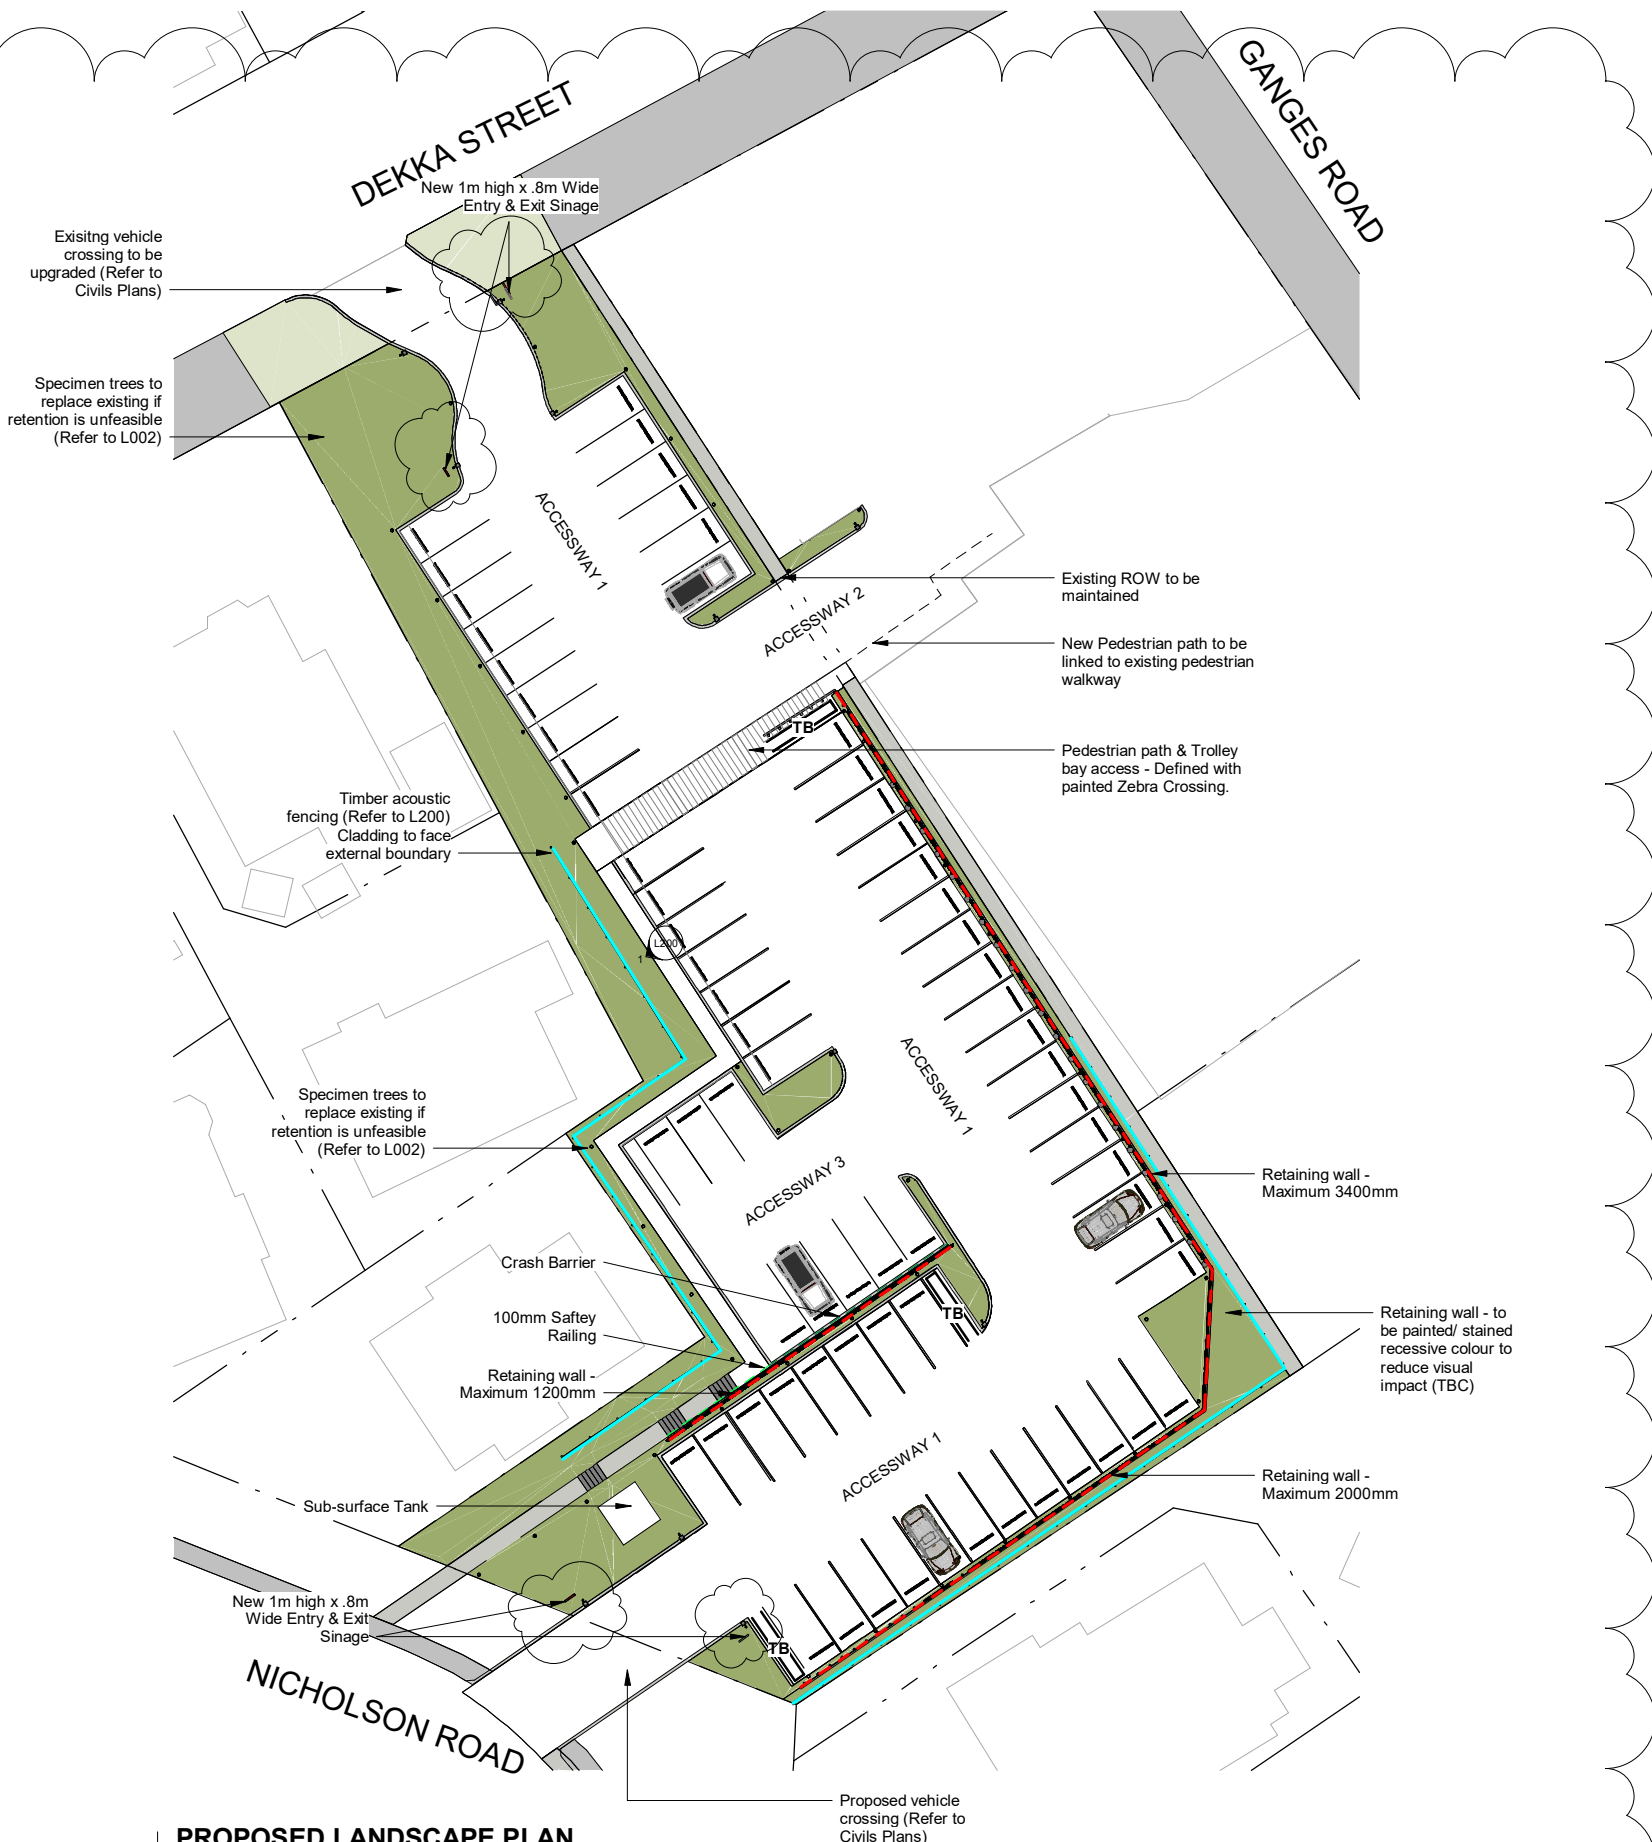 DEKKA STREET
GANGES ROAD
New 1m high x .8m Wide
Entry & Exit Sinage
Exisitng vehicle
crossing to be
upgraded (Refer to
Civils Plans)
Specimen trees to
replace existing if
retention is unfeasible
(Refer to L002)
ACCESSWAY 1
ACCESSWAY 2
Existing ROW to be
maintained
New Pedestrian path to be
linked to existing pedestrian
walkway
TB
Pedestrian path & Trolley
bay access - Defined with
painted Zebra Crossing.
Timber acoustic
fencing (Refer to L200)
Cladding to face
external boundary
L200
1
ACCESSWAY 1
Specimen trees to
replace existing if
retention is unfeasible
(Refer to L002)
ACCESSWAY 3
Retaining wall -
Maximum 3400mm
Crash Barrier
100mm Saftey
Railing
TB
Retaining wall - to
be painted/ stained
recessive colour to
reduce visual
impact (TBC)
Retaining wall -
Maximum 1200mm
ACCESSWAY 1
Retaining wall -
Maximum 2000mm
Sub-surface Tank
New 1m high x .8m
Wide Entry & Exit
Sinage
TB
NICHOLSON ROAD
Proposed vehicle
crossing (Refer to
Civils Plans)
PROPOSED LANDSCAPE PLAN